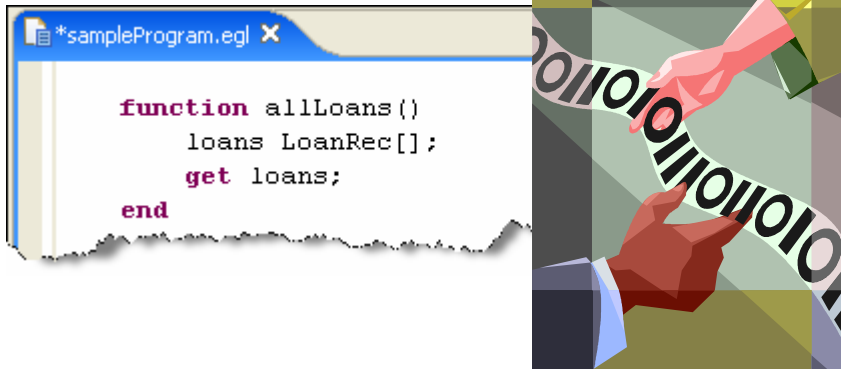 *sampleProgram.egl
function allLoans()
loans LoanRec[];
get loans;
end